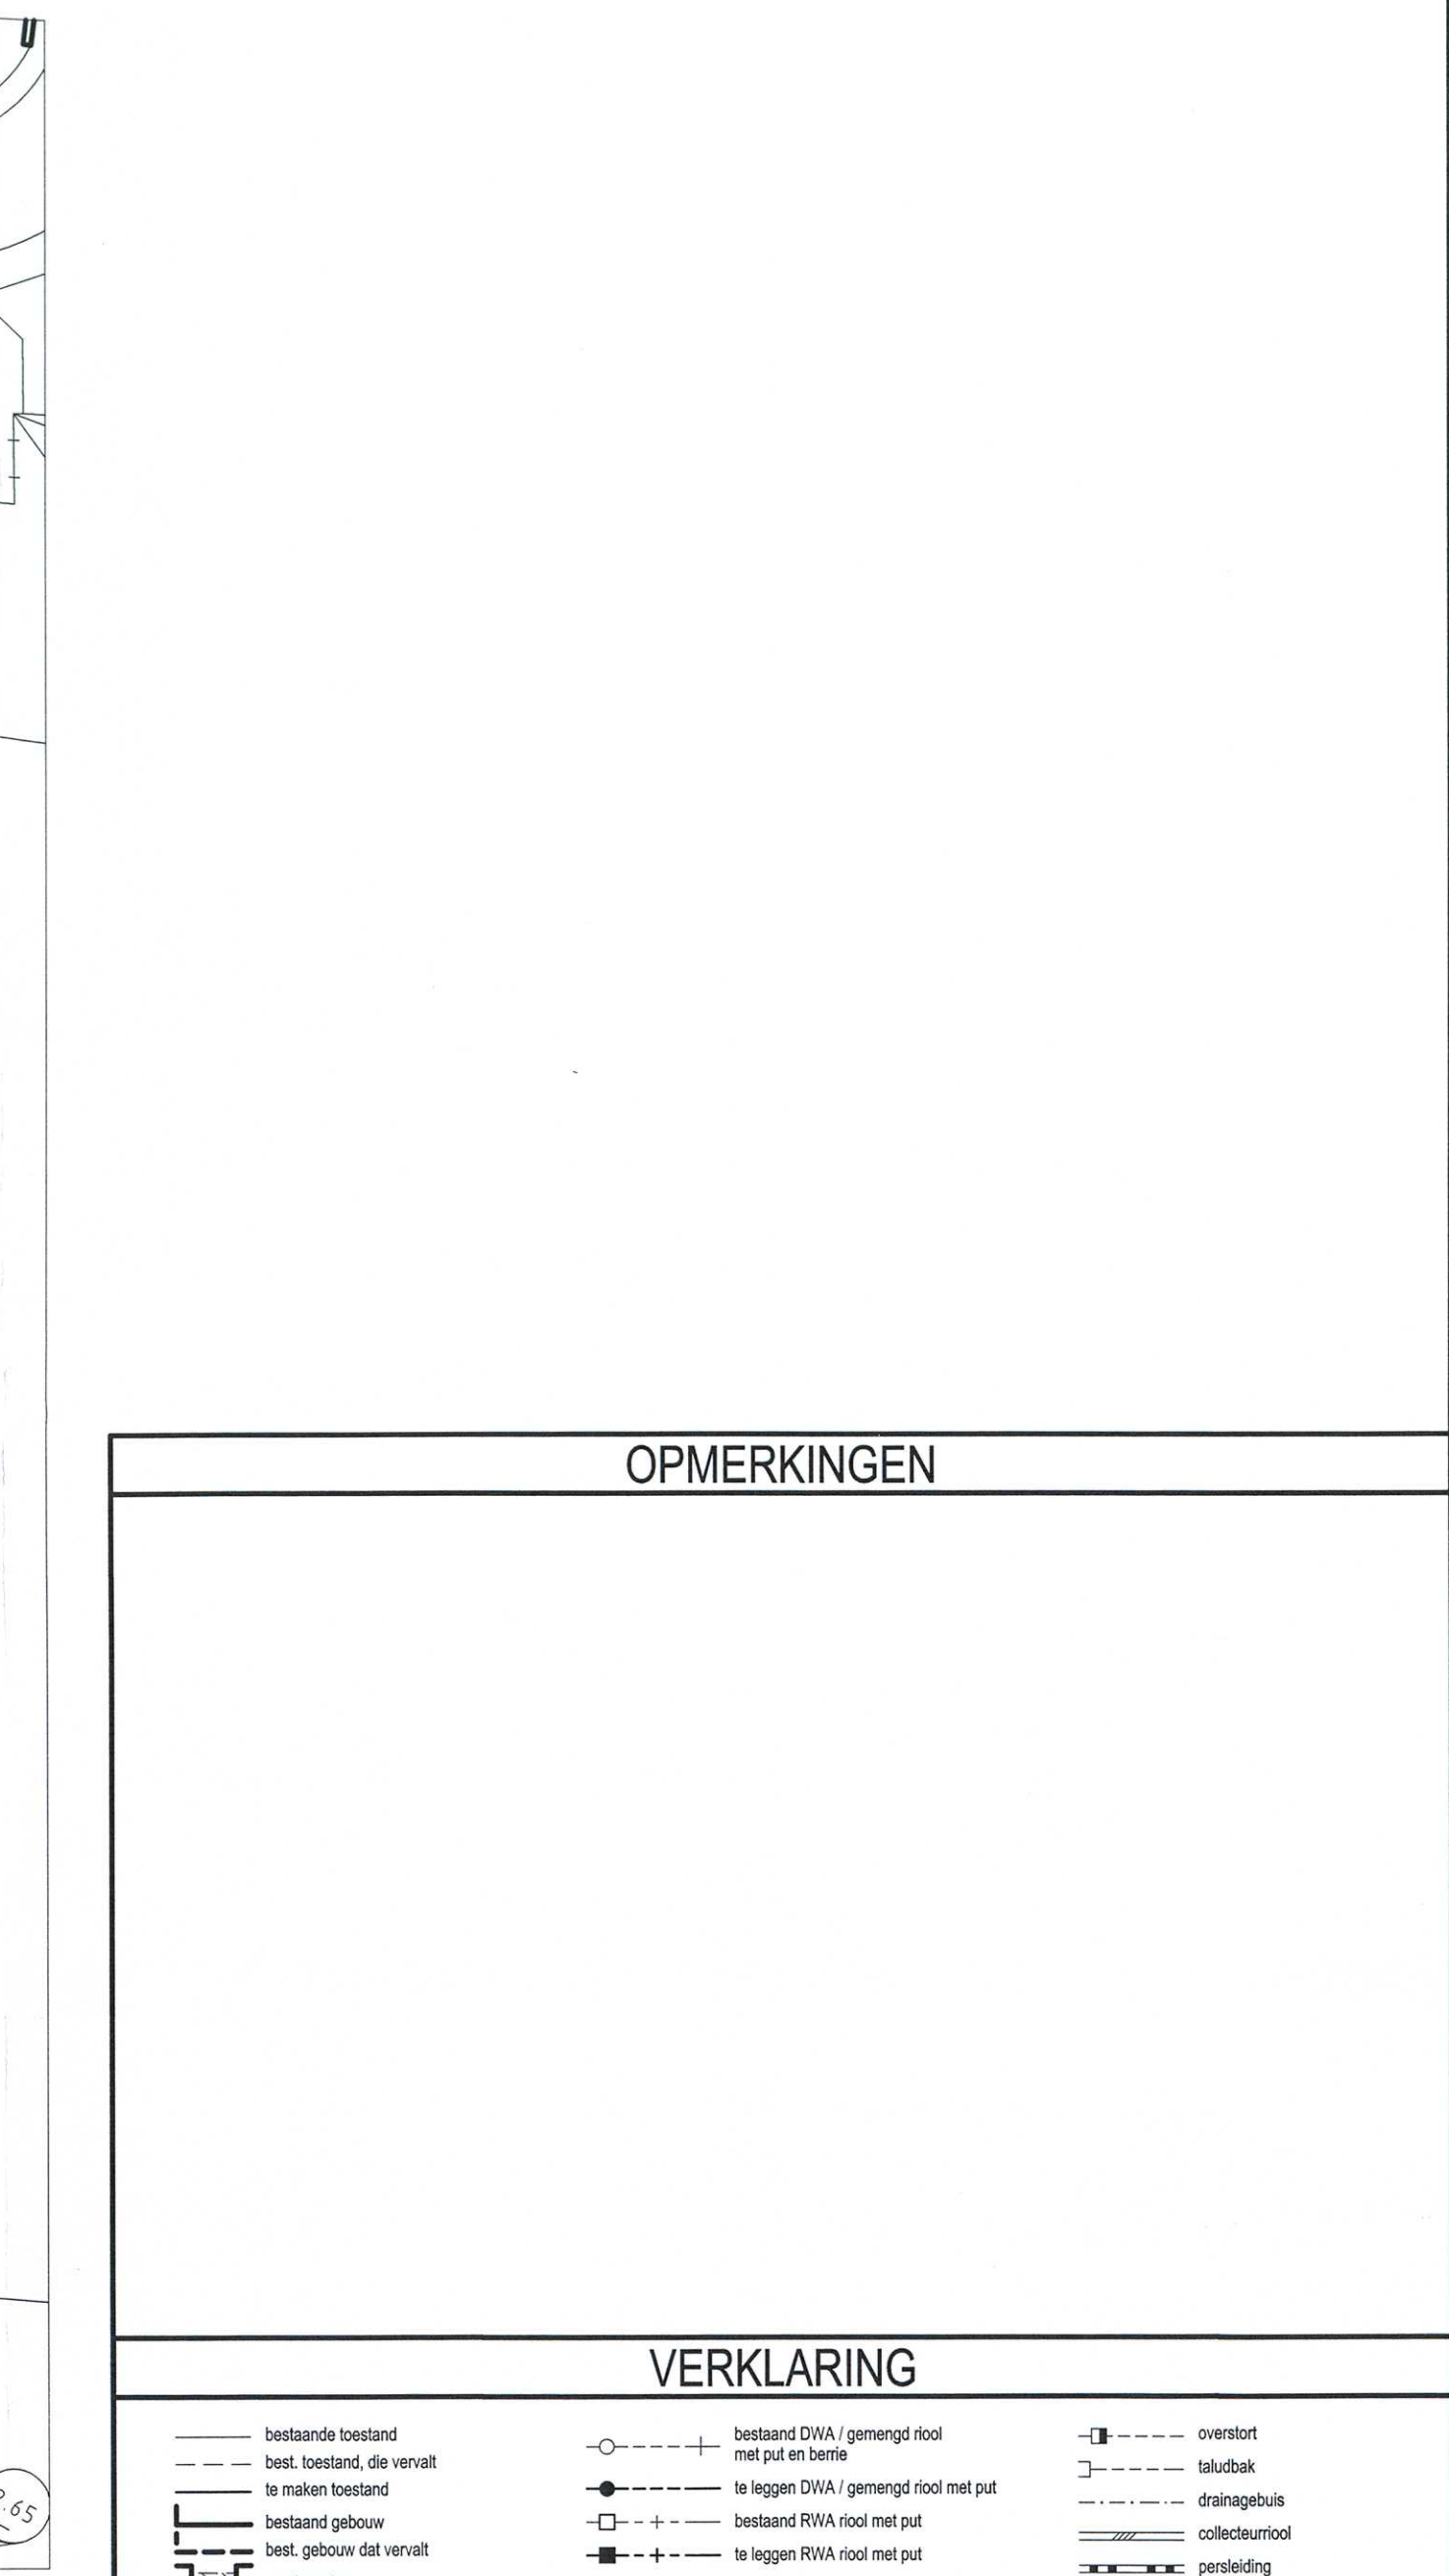 OPMERKINGEN
VERKLARING
bestaande toestand
best. toestand, die vervalt
te maken toestand
bestaand gebouw
best. gebouw dat vervalt
bestaand DWA / gemengd riool
met put en berrie
te leggen DWA / gemengd riool met put
bestaand RWA riool met put
te leggen RWA riool met put
overstort
taludbak
drainagebuis
collecteurriool
persleiding
.65